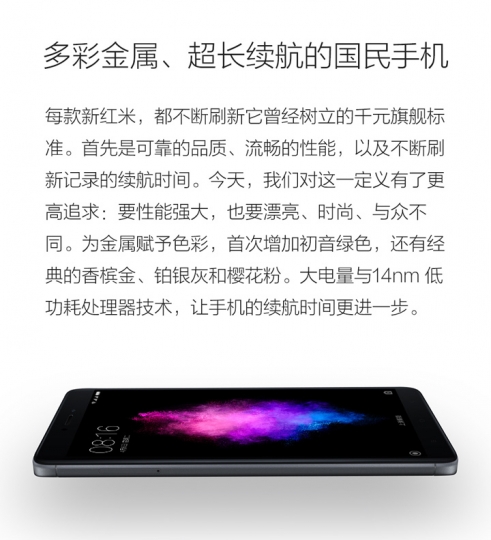 多彩金属、超长续航的国民手机
每款新红米，都不断刷新它曾经树立的千元旗舰标
准。首先是可靠的品质、流畅的性能，以及不断刷
新记录的续航时间。今天，我们对这一定义有了更
高追求：要性能强大，也要漂亮、时尚、与众不
同。为金属赋予色彩，首次增加初音绿色，还有经
典的香槟金、铂银灰和樱花粉。大电量与14nm 低
功耗处理器技术，让手机的续航时间更进一步。
08:16